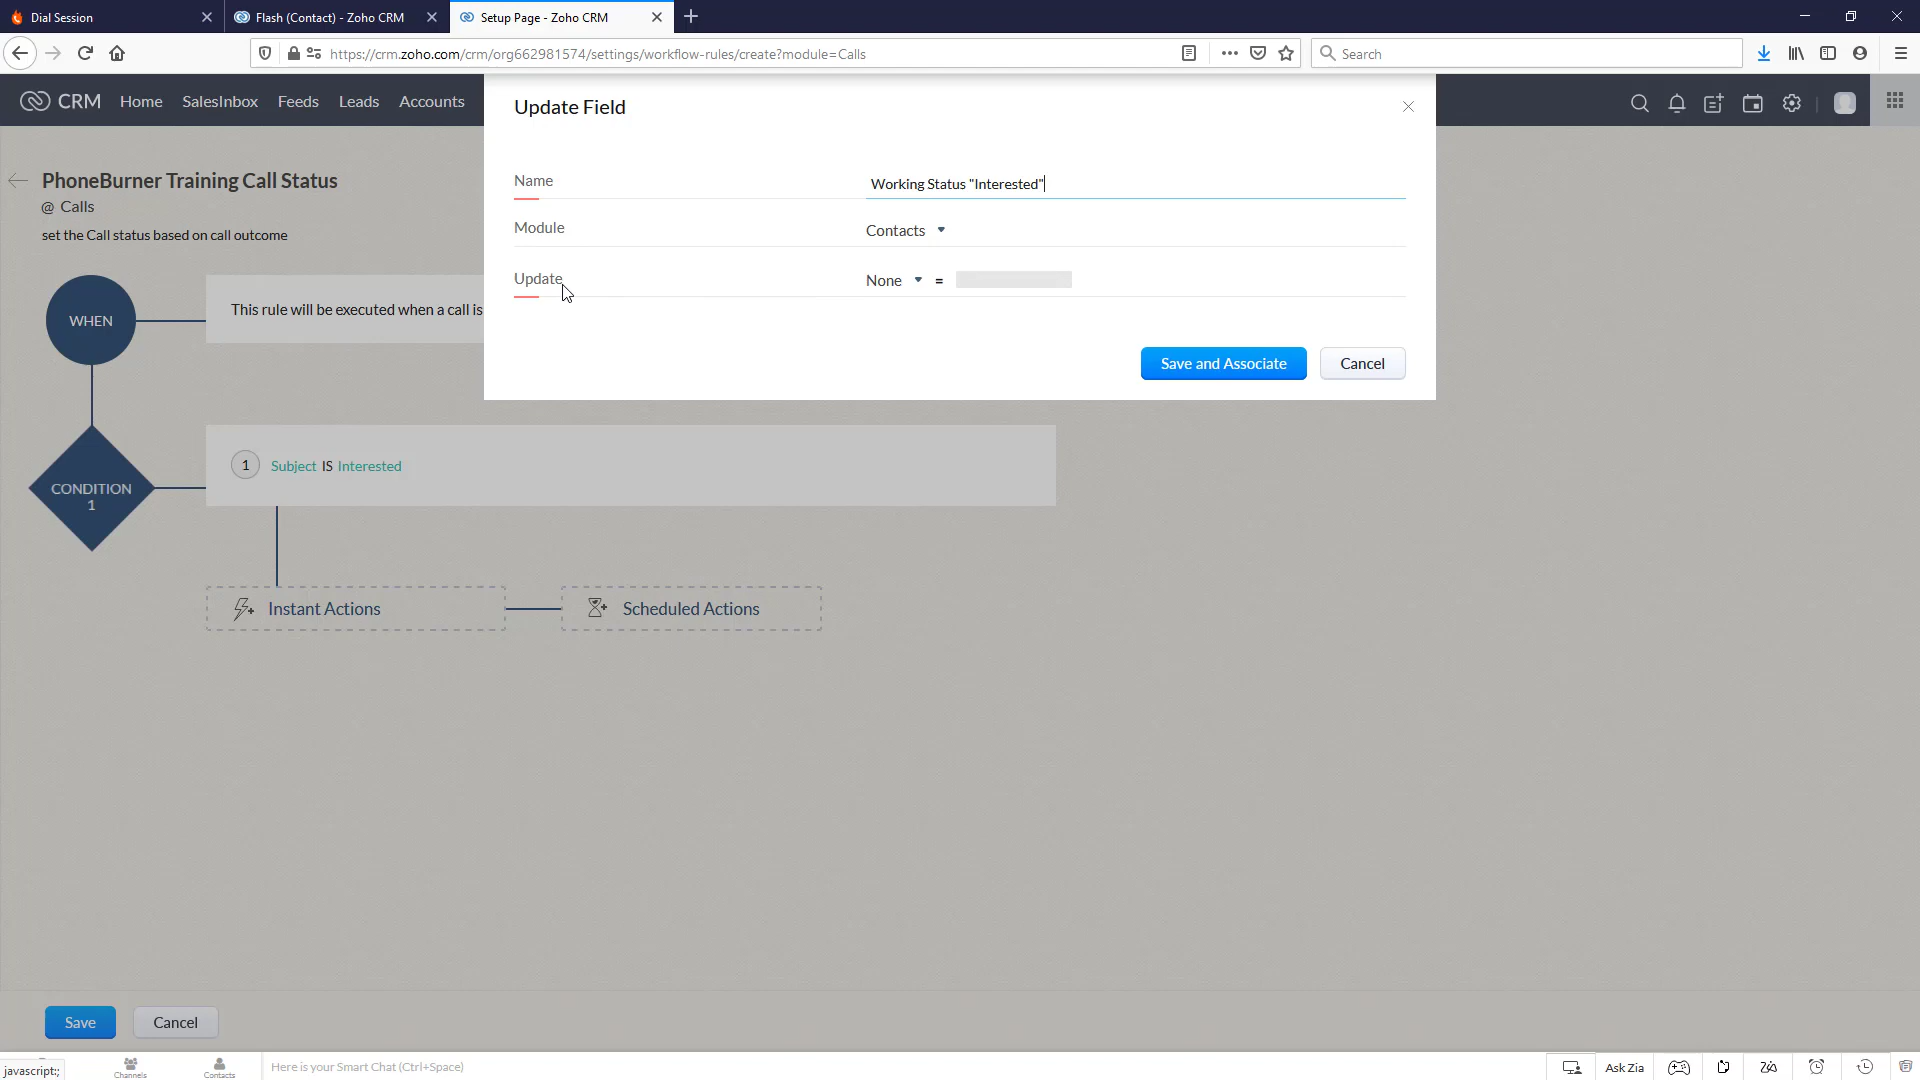 Dial Session
Flash (Contact) - Zoho CRM
Setup Page - Zoho CRM
https://crm.zoho.com/crm/org662981574/settings/workflow-rules/create?module=Calls
Search
CRM Home SalesInbox Feeds Leads Accounts
Update Field
Name
Working Status "Interested"
Module
Contacts
Update
None =
Save and Associate
Cancel
PhoneBurner Training Call Status
@ Calls
set the Call status based on call outcome
WHEN
This rule will be executed when a call is
CONDITION
1
1 Subject IS Interested
Instant Actions
Scheduled Actions
Save
Cancel
javascript:;
Channels
Contacts
Here is your Smart Chat (Ctrl+Space)
Ask Zia